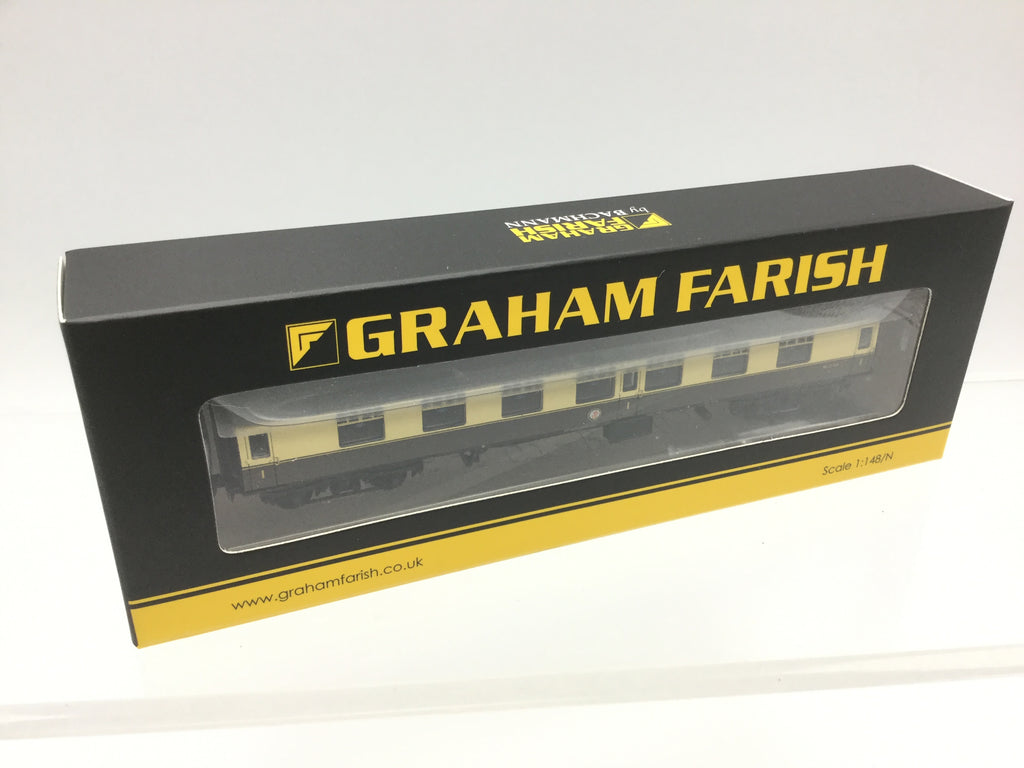 GRAHAM
FARISH
by BACHMANN
GRAHAM FARISH
Scale 1:148/N
www.grahamfarish.co.uk